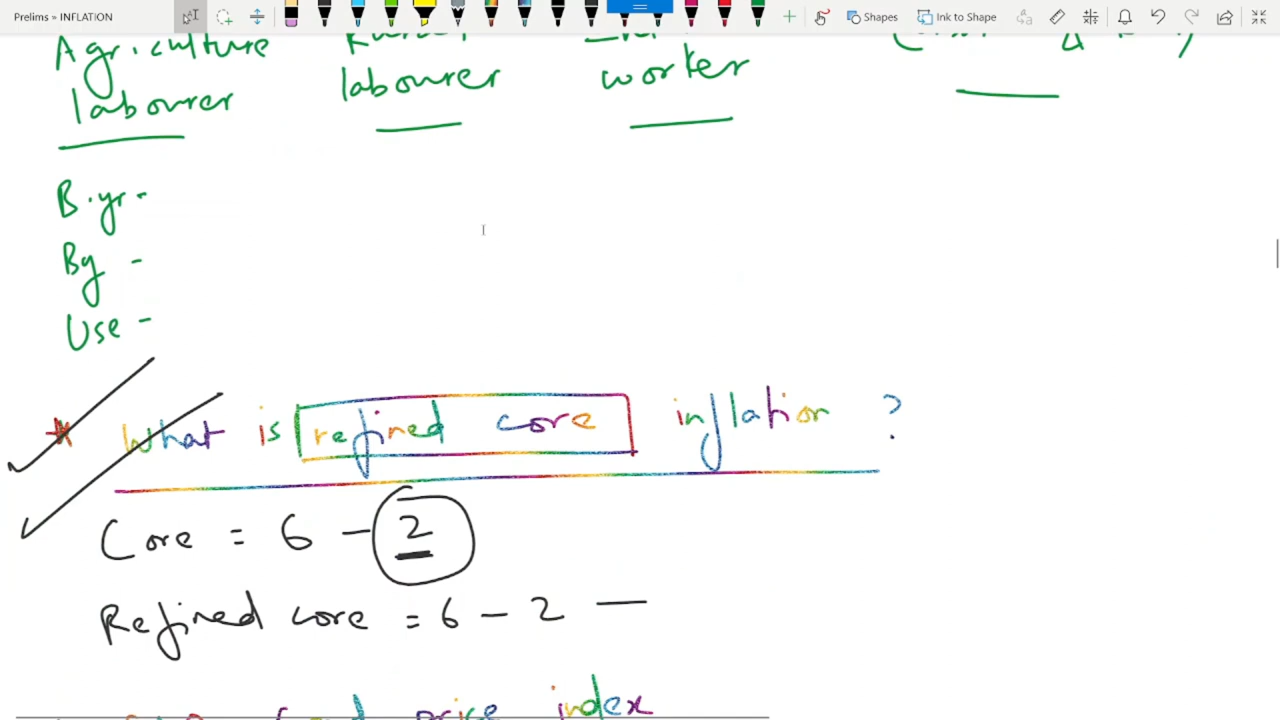 Prelims » INFLATION
Shapes
Ink to Shape
Agriculture
labourer
labourer
worker
B.yr -
By -
Use -
* What is refined core inflation ?
Core = 6 - 2
Refined core = 6 - 2 —
price index